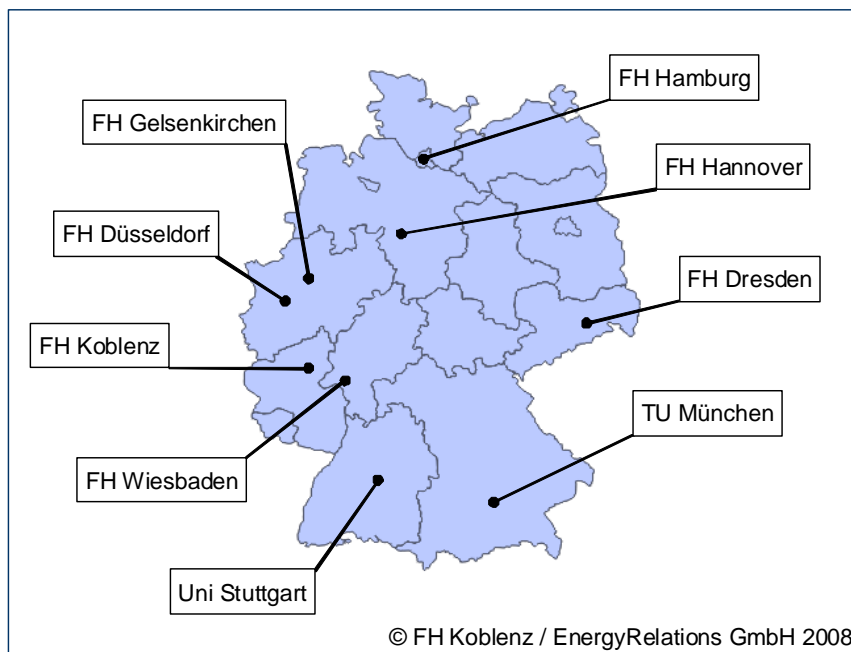 FH Hamburg
FH Gelsenkirchen
FH Hannover
FH Düsseldorf
FH Dresden
FH Koblenz
TU München
FH Wiesbaden
Uni Stuttgart
© FH Koblenz / EnergyRelations GmbH 2008